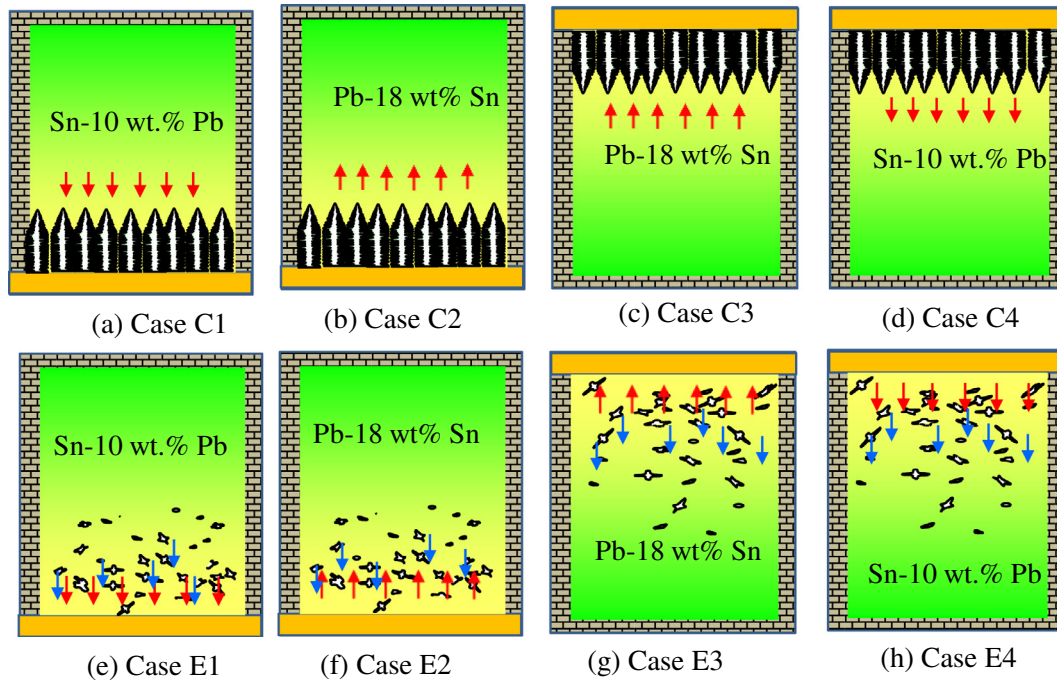 Sn-10 wt.% Pb
Pb-18 wt% Sn
Pb-18 wt% Sn
Sn-10 wt.% Pb
(a) Case C1
(b) Case C2
(c) Case C3
(d) Case C4
Sn-10 wt.% Pb
Pb-18 wt% Sn
Pb-18 wt% Sn
Sn-10 wt.% Pb
(e) Case E1
(f) Case E2
(g) Case E3
(h) Case E4